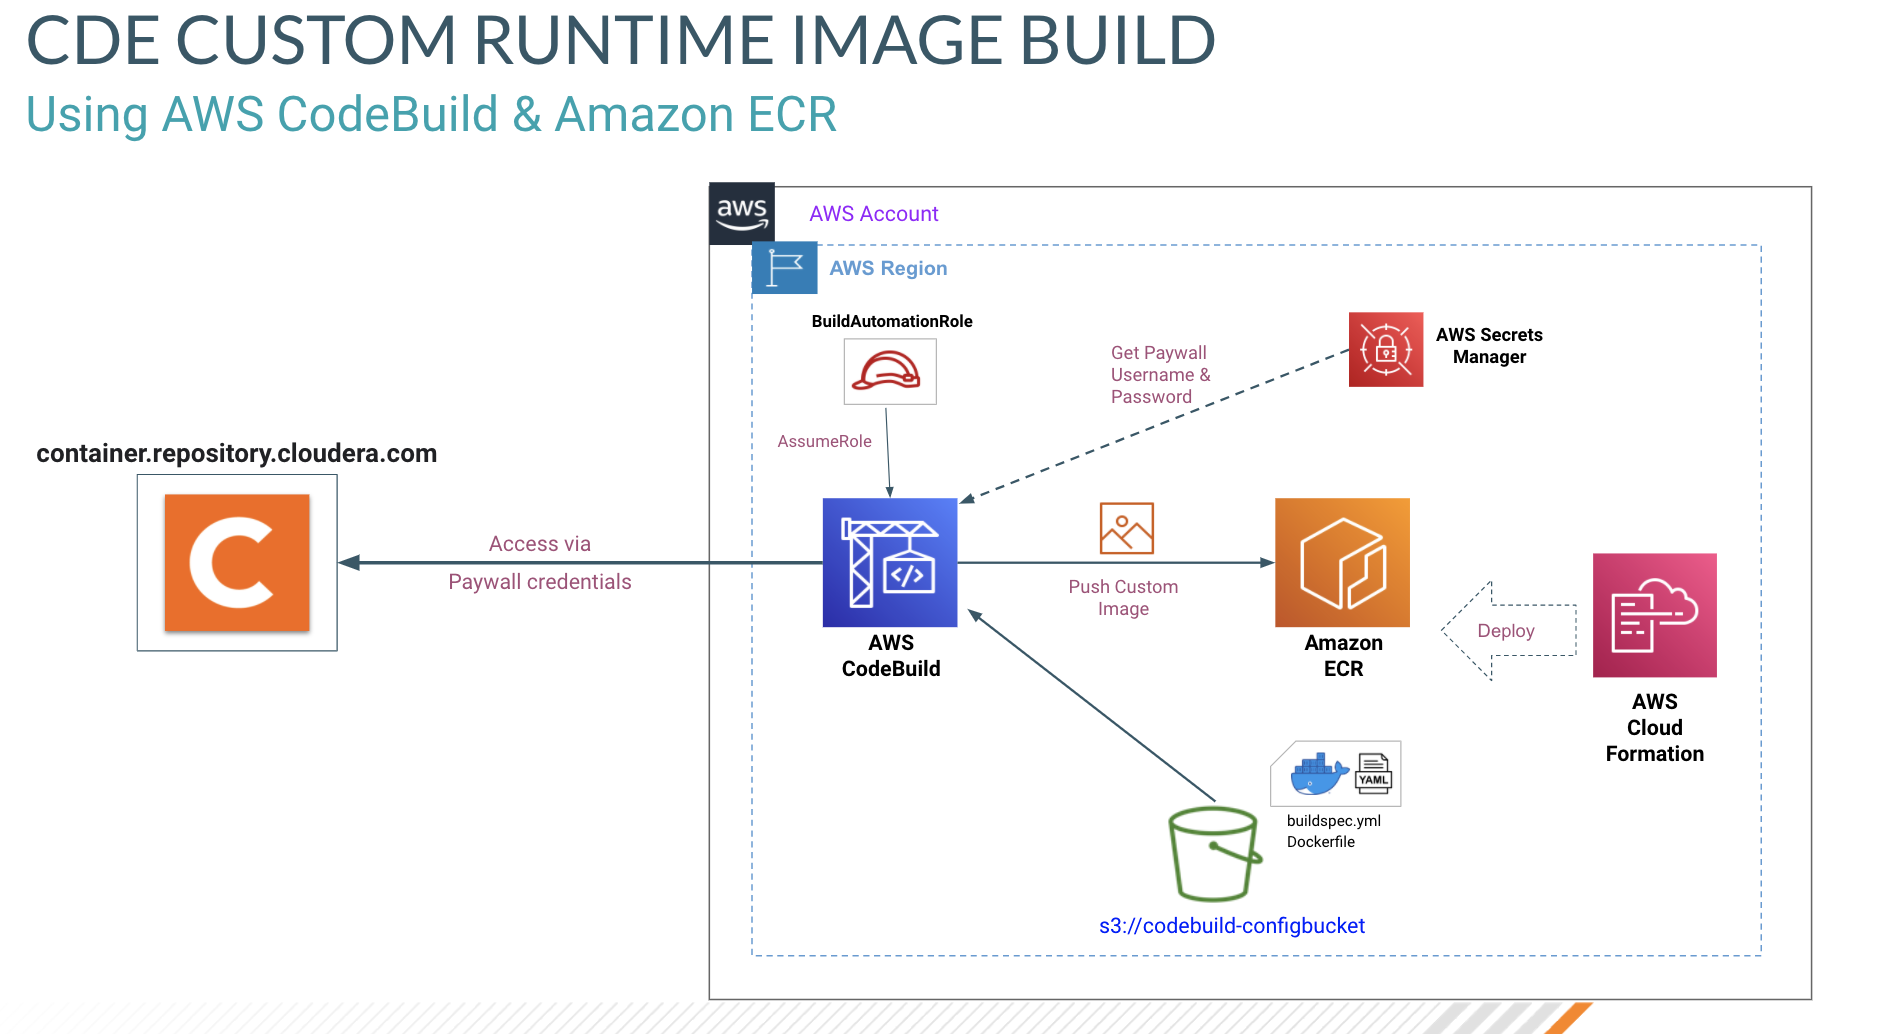 CDE CUSTOM RUNTIME IMAGE BUILD
Using AWS CodeBuild & Amazon ECR
aws
AWS Account
AWS Region
BuildAutomationRole
AssumeRole
Get Paywall
Username &
Password
AWS Secrets
Manager
container.repository.cloudera.com
C
Access via
Paywall credentials
</>
AWS
CodeBuild
Push Custom
Image
Amazon
ECR
Deploy
AWS
Cloud
Formation
YAML
buildspec.yml
Dockerfile
s3://codebuild-configbucket